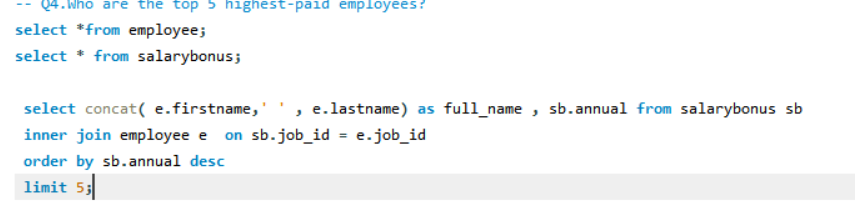 -- Q4.Who are the top 5 highest-paid employees?
select *from employee;
select * from salarybonus;
select concat( e.firstname,' ' , e.lastname) as full_name , sb.annual from salarybonus sb
inner join employee e  on sb.job_id = e.job_id
order by sb.annual desc
limit 5;